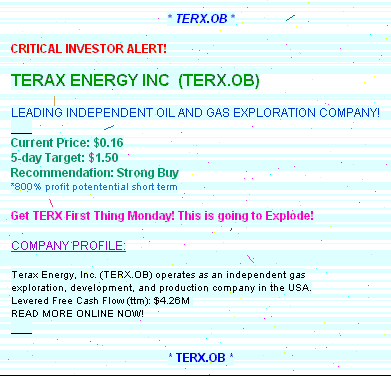 * TERX.OB *
CRITICAL INVESTOR ALERT!
TERAX ENERGY INC (TERX.OB)
LEADING INDEPENDENT OIL AND GAS EXPLORATION COMPANY!
Current Price: $0.16
5-day Target: $1.50
Recommendation: Strong Buy
*800% profit potentential short term
Get TERX First Thing Monday! This is going to Explode!
COMPANY PROFILE:
Terax Energy, Inc. (TERX.OB) operates as an independent gas
exploration, development, and production company in the USA.
Levered Free Cash Flow (ttm): $4.26M
READ MORE ONLINE NOW!
* TERX.OB *